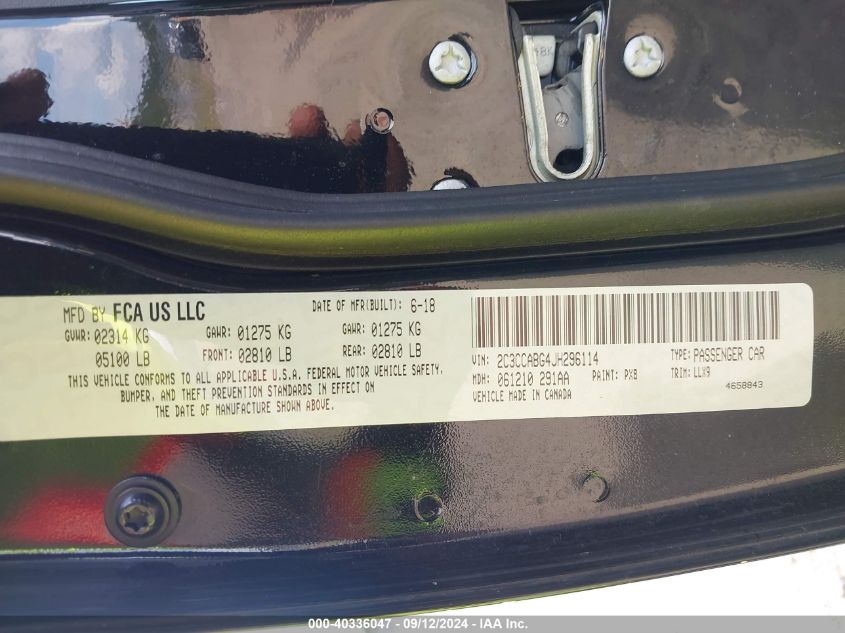 4BK
MFD BY FCA US LLC DATE OF MFR(BUILT): 6-18
GVWR: 02314 KG GAWR: 01275 KG GAWR: 01275 KG
05100 LB FRONT: 02810 LB REAR: 02810 LB
THIS VEHICLE CONFORMS TO ALL APPLICABLE U.S.A. FEDERAL MOTOR VEHICLE SAFETY,
BUMPER, AND THEFT PREVENTION STANDARDS IN EFFECT ON
THE DATE OF MANUFACTURE SHOWN ABOVE.
VIN: 2C3CCABG4JH296114 TYPE: PASSENGER CAR
MDH: 061210 291AA PAINT: PX8 TRIM: LLX9
VEHICLE MADE IN CANADA 4658843
000-40336047 - 09/12/2024 - IAA Inc.